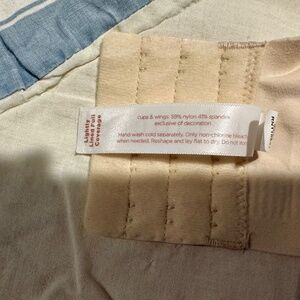 Lightly
Lined Full
Coverage
cups & wings: 59% nylon 41% spandex
exclusive of decoration
Hand wash cold separately. Only non-chlorine bleach
when needed. Reshape and lay flat to dry. Do not iron